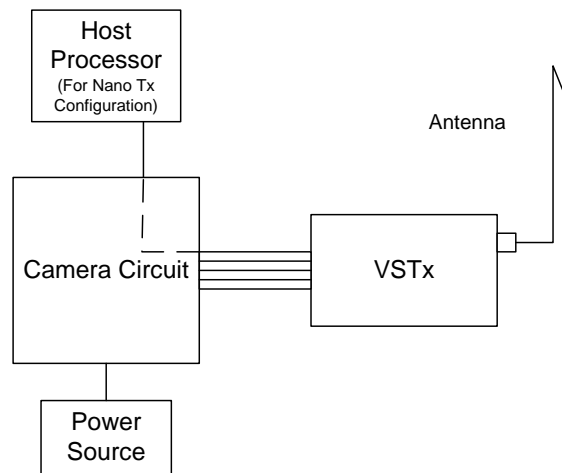 Host
Processor
(For Nano Tx
Configuration)
Antenna
Camera Circuit
VSTx
Power
Source